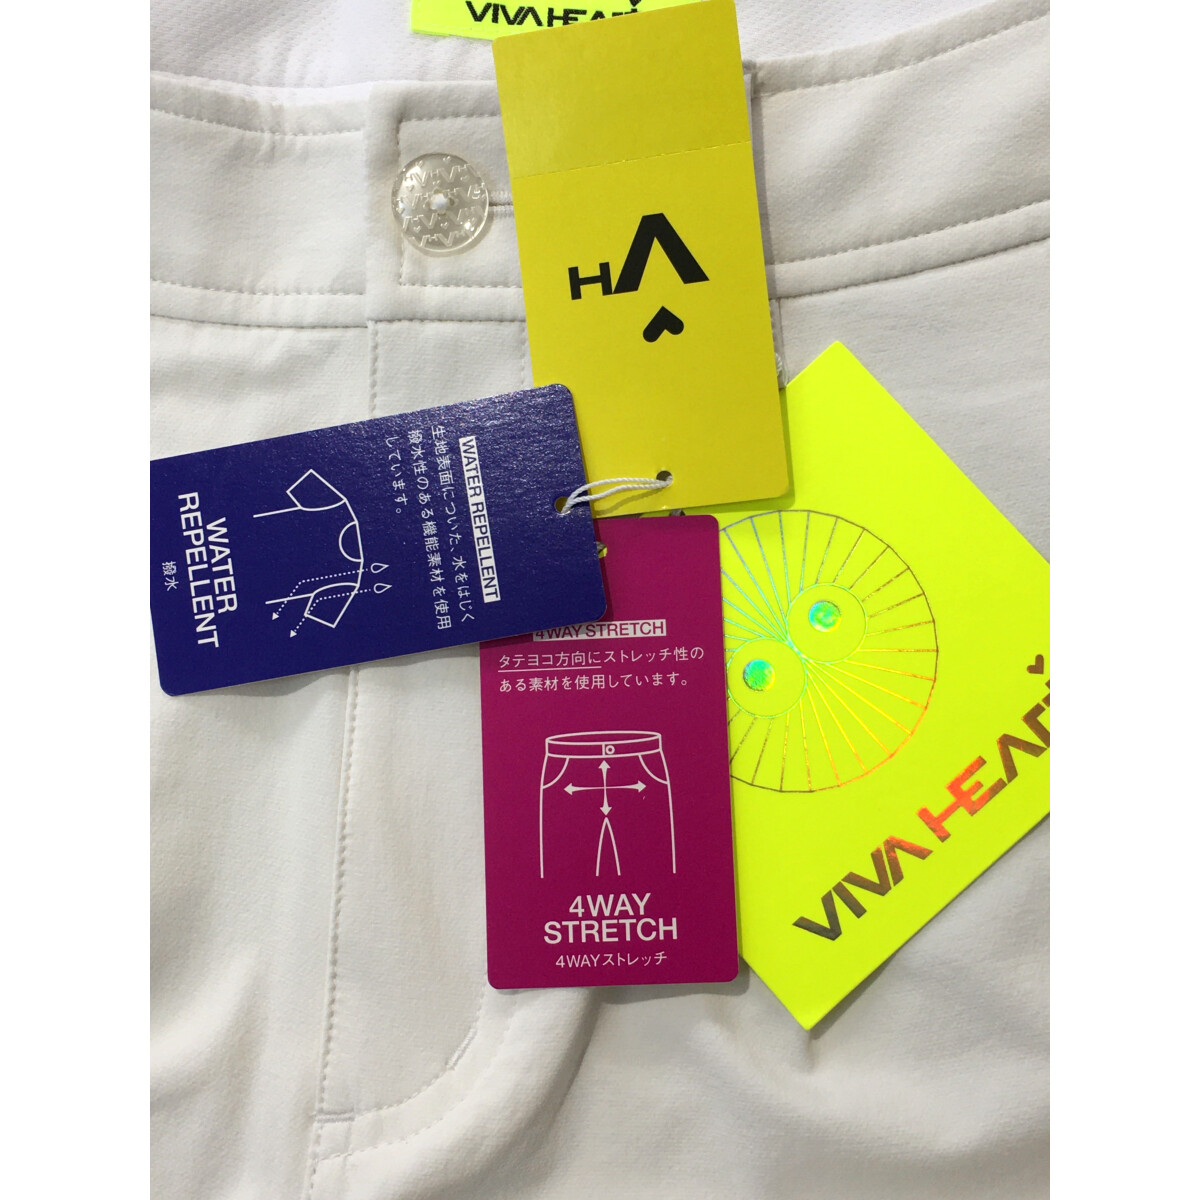 VIVA HEART
HV
WATER REPELLENT
生地表面についた、水をはじく
撥水性のある機能素材を使用
しています。
WATER
REPELLENT
撥水
4WAY STRETCH
タテヨコ方向にストレッチ性の
ある素材を使用しています。
4WAY
STRETCH
4WAYストレッチ
VIVA HEART